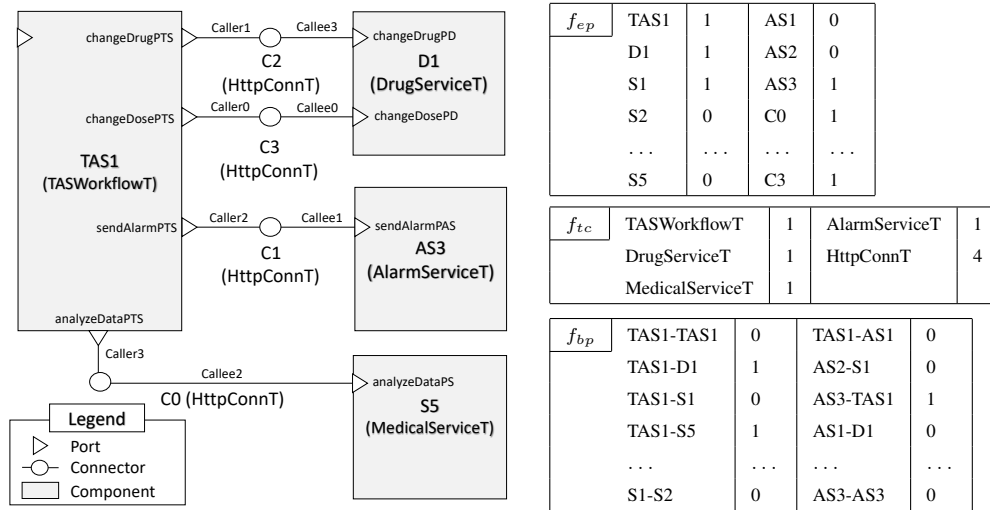 changeDrugPTS
Caller1
Callee3
changeDrugPD
C2
(HttpConnT)
D1
(DrugServiceT)
changeDosePTS
Caller0
Callee0
changeDosePD
C3
(HttpConnT)
TAS1
(TASWorkflowT)
sendAlarmPTS
Caller2
Callee1
sendAlarmPAS
C1
(HttpConnT)
AS3
(AlarmServiceT)
analyzeDataPTS
Caller3
Callee2
analyzeDataPS
C0 (HttpConnT)
S5
(MedicalServiceT)
Legend
Port
Connector
Component
f_ep TAS1 1 AS1 0
D1 1 AS2 0
S1 1 AS3 1
S2 0 C0 1
. . . . . . . . . . . .
S5 0 C3 1
f_tc TASWorkflowT 1 AlarmServiceT 1
DrugServiceT 1 HttpConnT 4
MedicalServiceT 1
f_bp TAS1-TAS1 0 TAS1-AS1 0
TAS1-D1 1 AS2-S1 0
TAS1-S1 0 AS3-TAS1 1
TAS1-S5 1 AS1-D1 0
. . . . . . . . . . . .
S1-S2 0 AS3-AS3 0